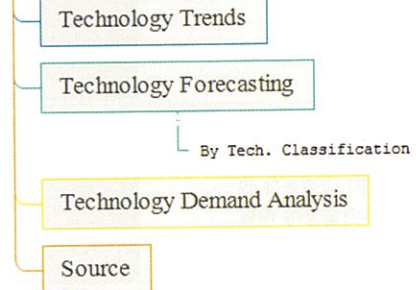 Technology Trends
Technology Forecasting
By Tech. Classification
Technology Demand Analysis
Source